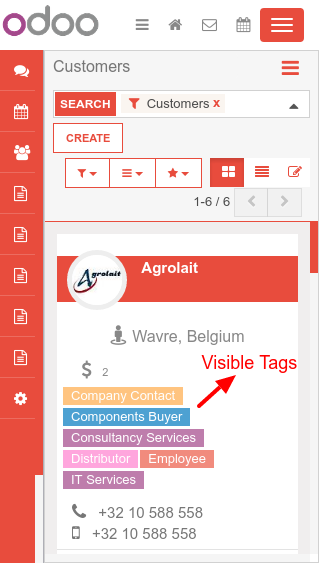 odoo
Customers
SEARCH Customers x
CREATE
1-6 / 6
Agrolait
Agrolait
Wavre, Belgium
Visible Tags
$ 2
Company Contact
Components Buyer
Consultancy Services
Distributor Employee
IT Services
+32 10 588 558
+32 10 588 558